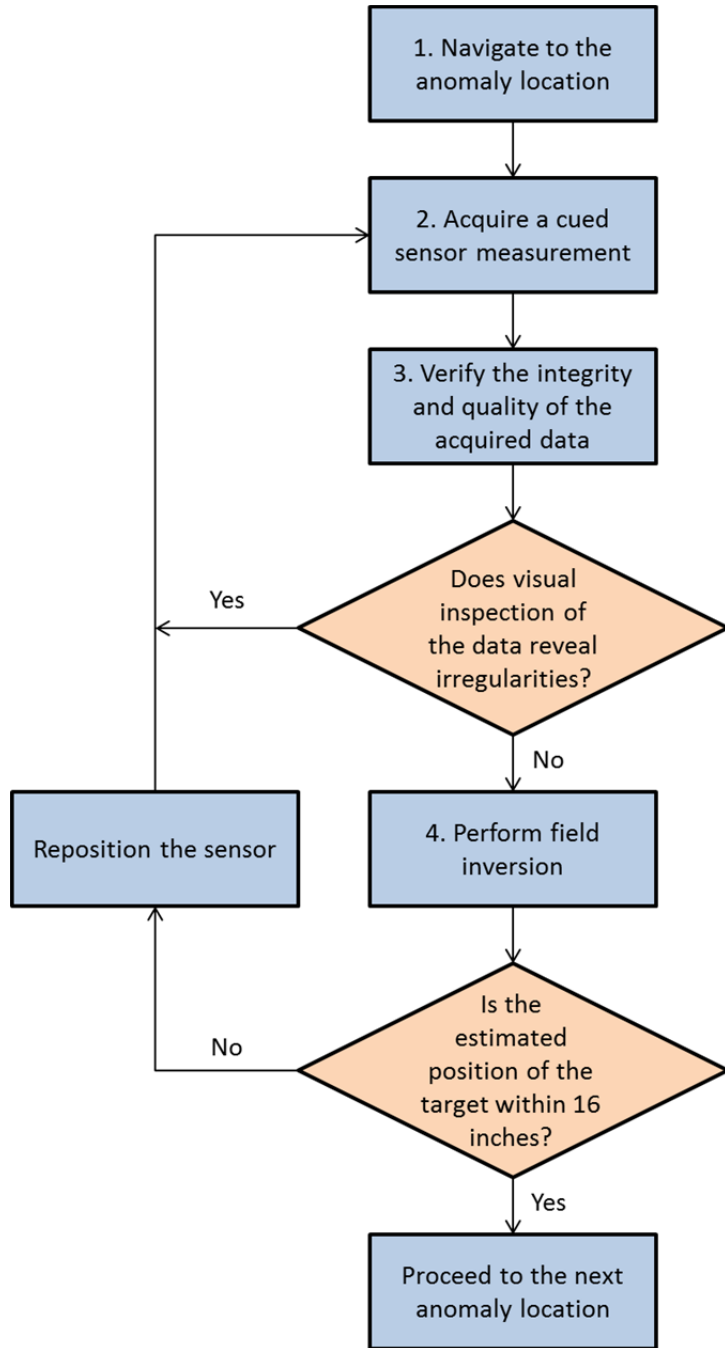 1. Navigate to the
anomaly location
2. Acquire a cued
sensor measurement
3. Verify the integrity
and quality of the
acquired data
Does visual
inspection of
the data reveal
irregularities?
Yes
No
Reposition the sensor
4. Perform field
inversion
Is the
estimated
position of the
target within 16
inches?
No
Yes
Proceed to the next
anomaly location